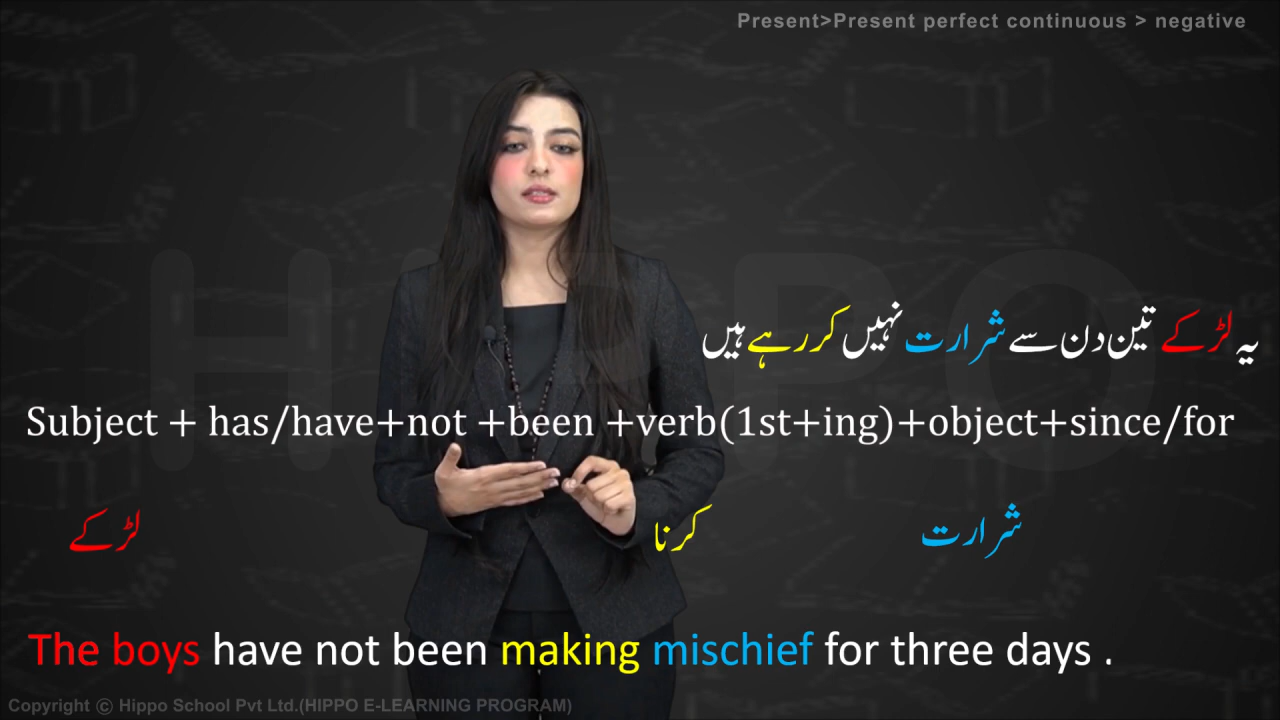 Present>Present perfect continuous > negative
HIPPO
یہ لڑکے تین دن سے شرارت نہیں کر رہے ہیں
Subject + has/have+not +been +verb(1st+ing)+object+since/for
لڑکے کرنا شرارت
The boys have not been making mischief for three days .
Copyright © Hippo School Pvt Ltd.(HIPPO E-LEARNING PROGRAM)